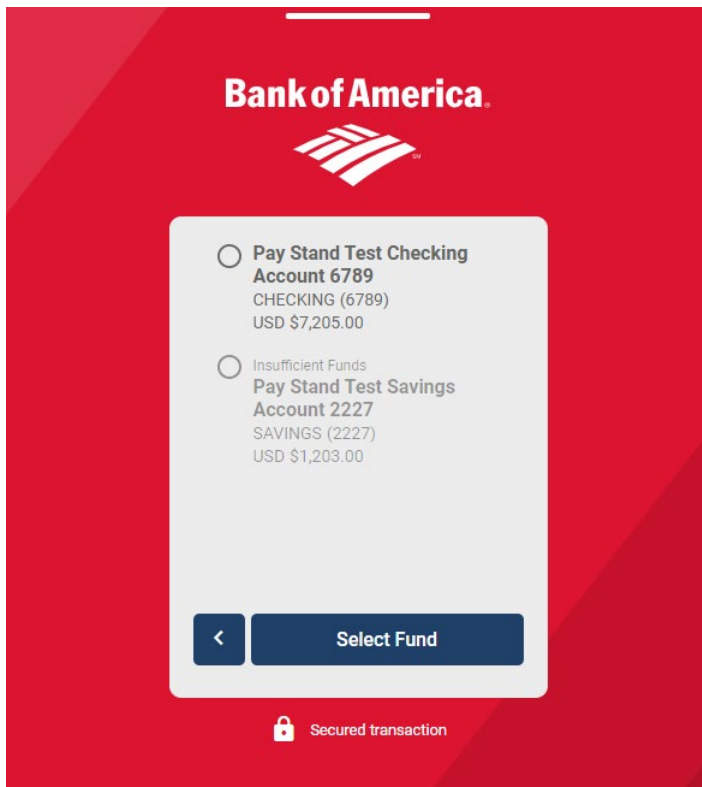 Bank of America
SM
Pay Stand Test Checking
Account 6789
CHECKING (6789)
USD $7,205.00
Insufficient Funds
Pay Stand Test Savings
Account 2227
SAVINGS (2227)
USD $1,203.00
Select Fund
Secured transaction